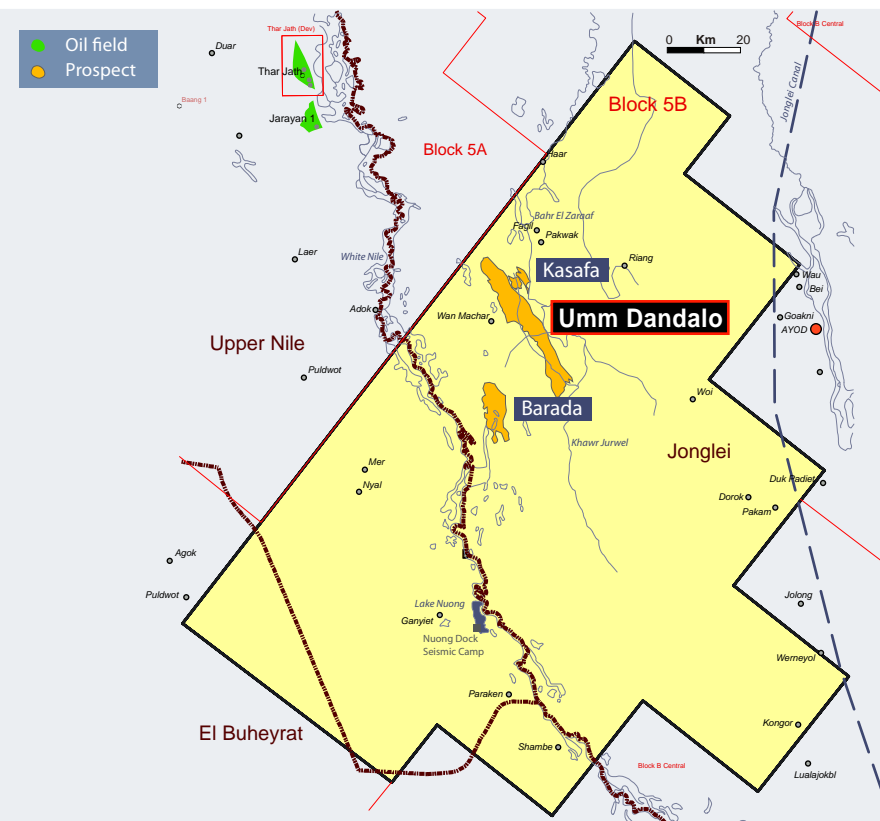 Oil field
Prospect
Thar Jath (Dev)
Duar
Thar Jath
Baang 1
Jarayan 1
0 Km 20
Block B Central
Jonglei Canal
Block 5B
Block 5A
Haar
Bahr El Zaraaf
Fagil
Pakwak
Laer
White Nile
Kasafa
Riang
Wau
Bei
Adok
Wan Machar
Umm Dandalo
Goakni
AYOD
Upper Nile
Puldwot
Barada
Woi
Khawr Jurwel
Jonglei
Mer
Nyal
Duk Padiet
Dorok
Pakam
Agok
Puldwot
Lake Nuong
Ganyiet
Nuong Dock
Seismic Camp
Jolong
Werneyol
Paraken
El Buheyrat
Shambe
Kongor
Block B Central
Lualajokbl